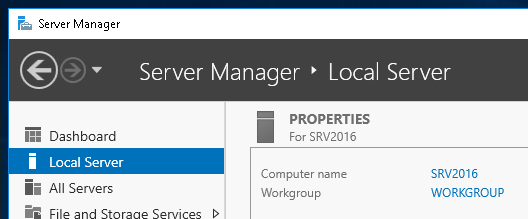 Server Manager
Server Manager ‣ Local Server
Dashboard
Local Server
All Servers
File and Storage Services
PROPERTIES
For SRV2016
Computer name SRV2016
Workgroup WORKGROUP